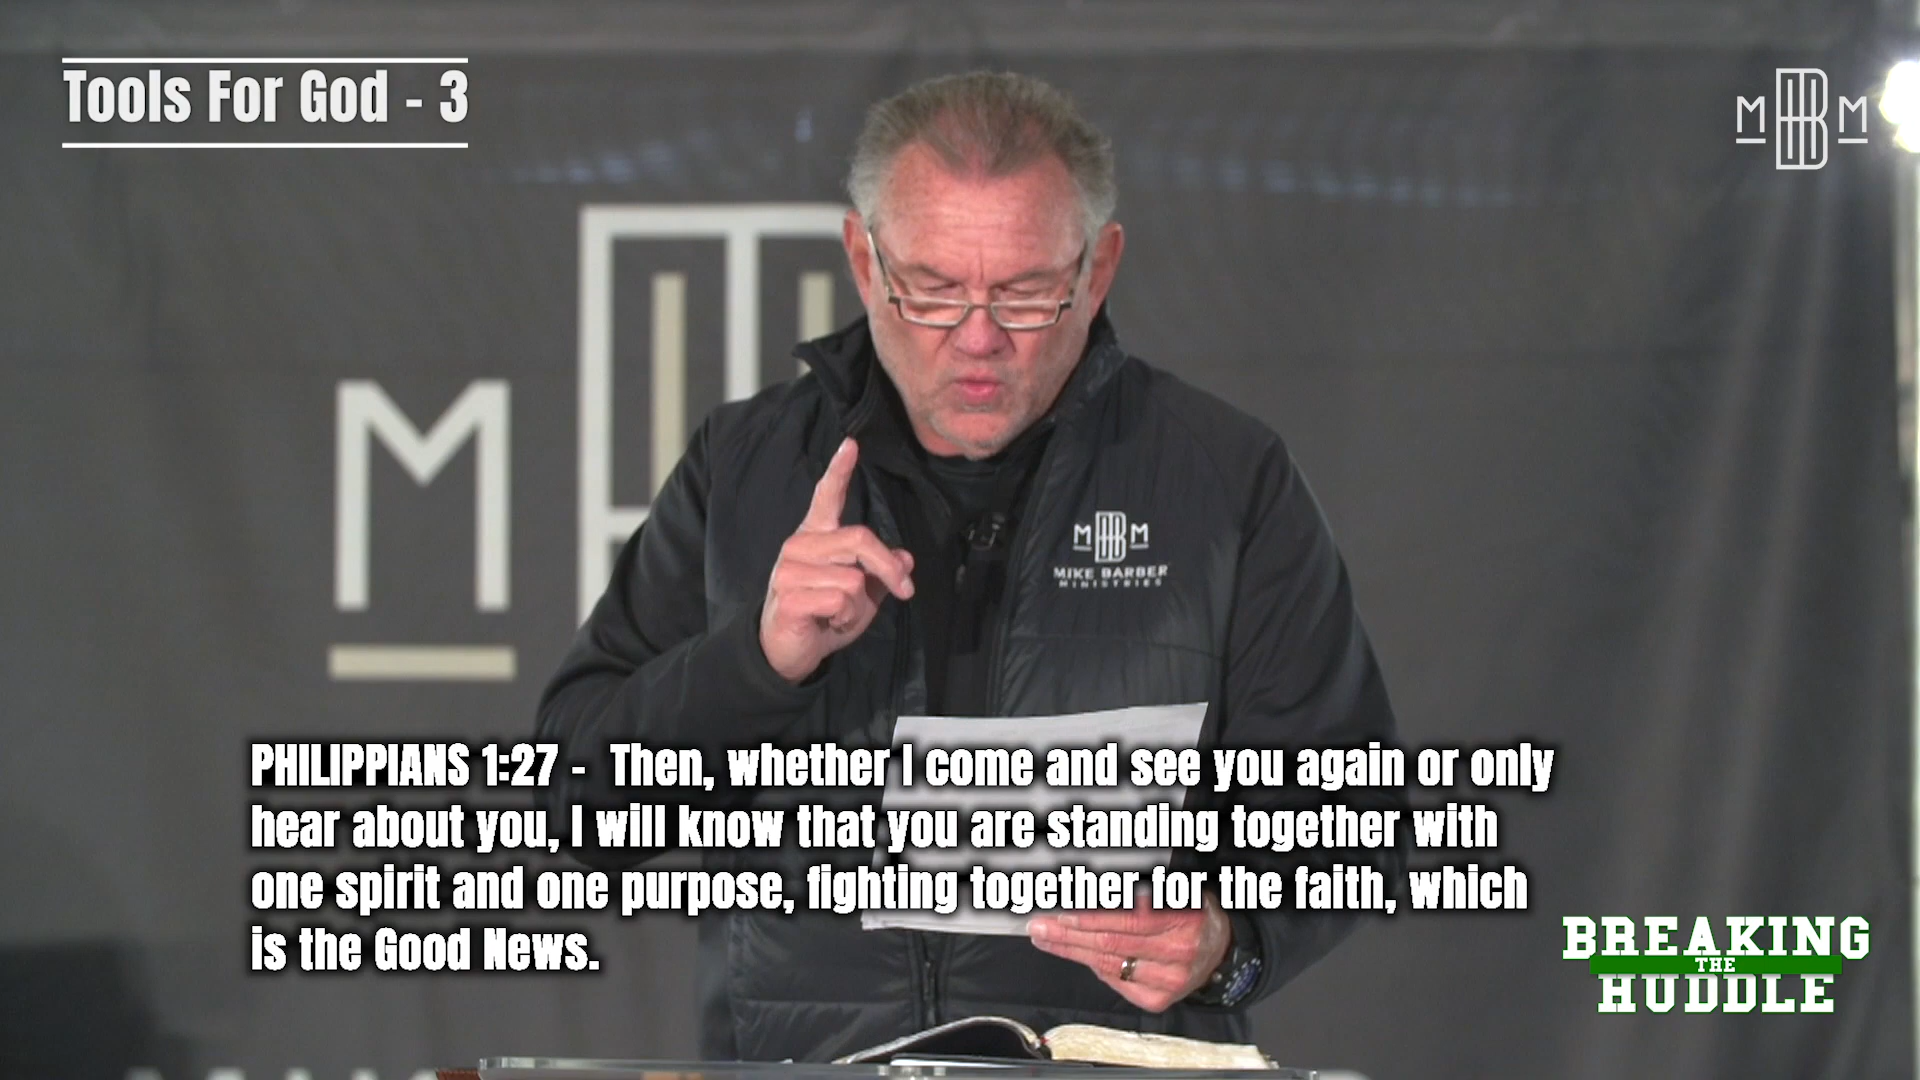 Tools For God - 3
M B M
M
M B M
MIKE BARBER
MINISTRIES
PHILIPPIANS 1:27 - Then, whether I come and see you again or only
hear about you, I will know that you are standing together with
one spirit and one purpose, fighting together for the faith, which
is the Good News.
BREAKING
THE
HUDDLE